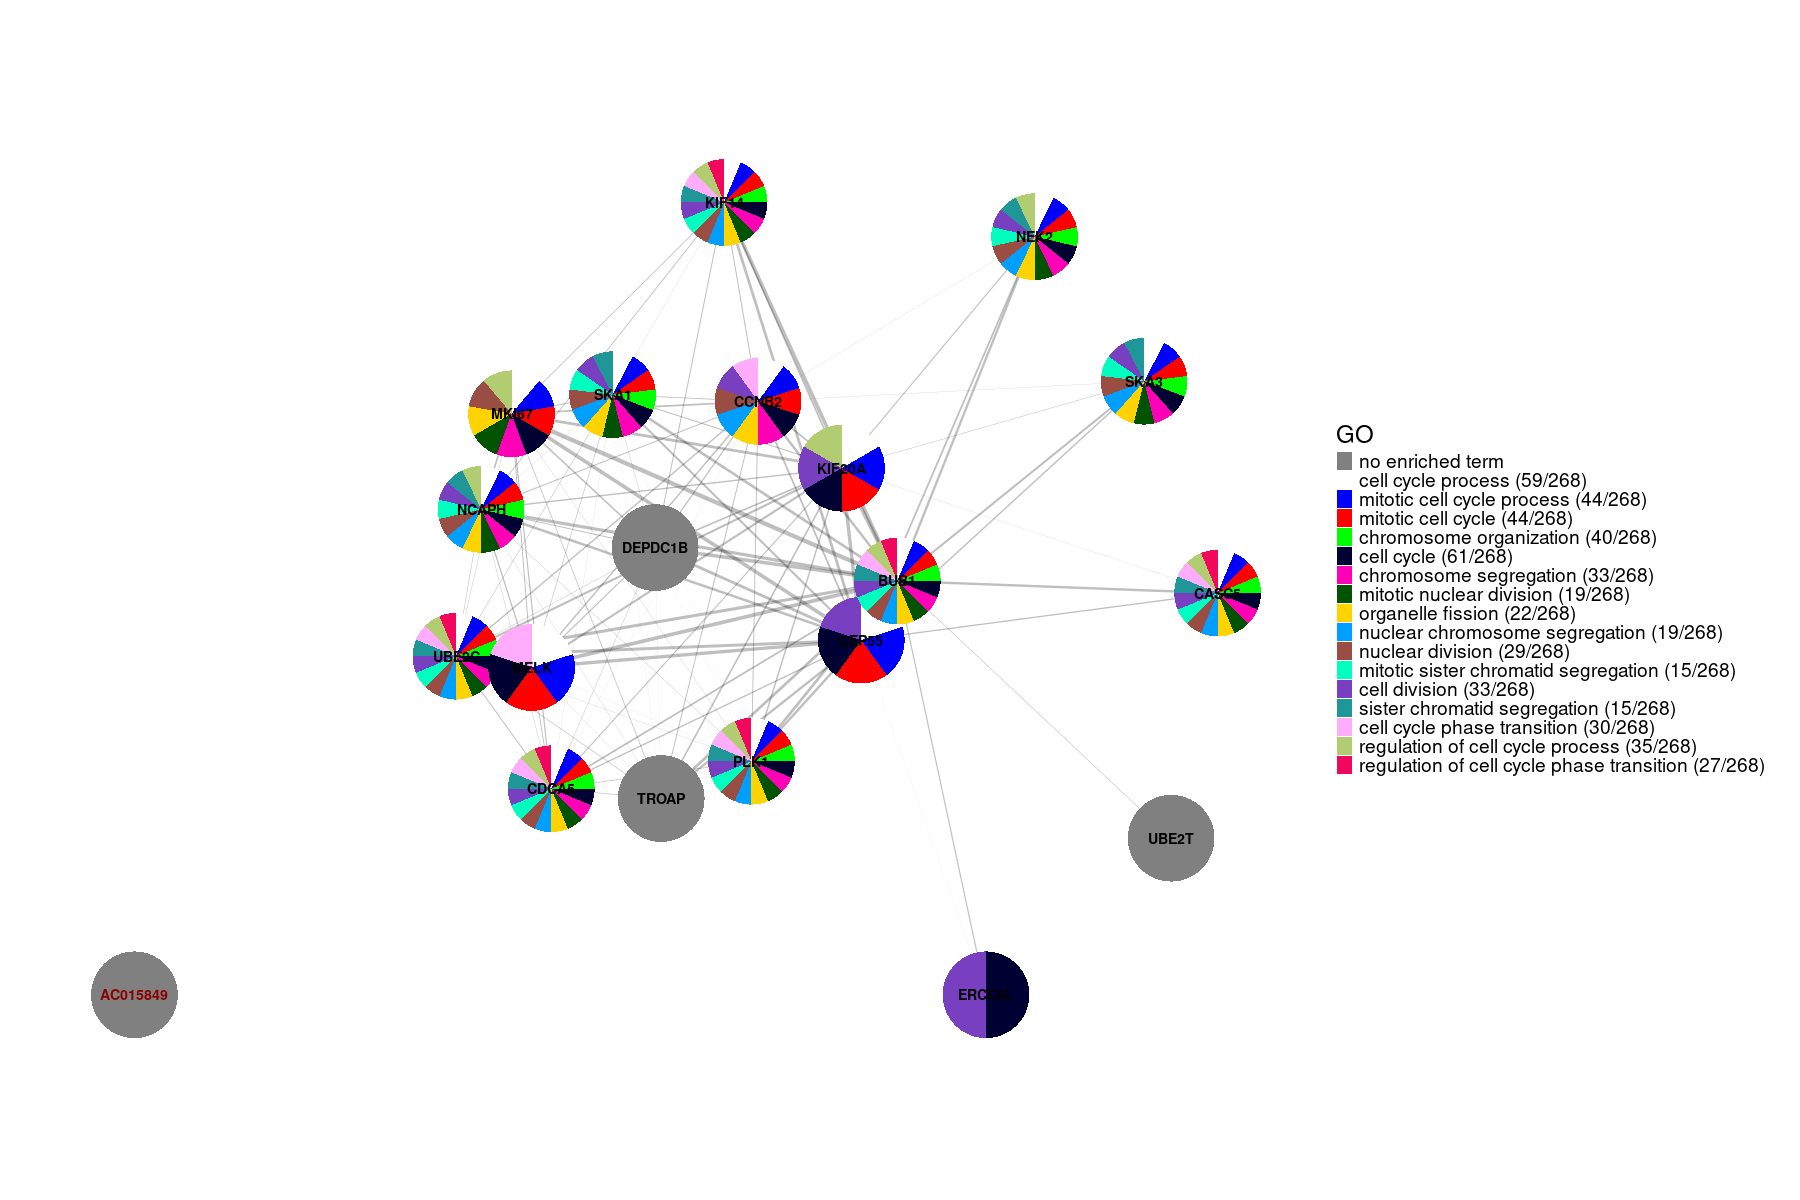 KIF14
NEK2
SKA3
SKA1
CCNB2
MKI67
KIF20A
NCAPH
DEPDC1B
BUB1
CASC5
CEP55
UBE2C
MELK
PLK1
CDCA5
TROAP
UBE2T
AC015849
ERCC6L
GO
no enriched term
cell cycle process (59/268)
mitotic cell cycle process (44/268)
mitotic cell cycle (44/268)
chromosome organization (40/268)
cell cycle (61/268)
chromosome segregation (33/268)
mitotic nuclear division (19/268)
organelle fission (22/268)
nuclear chromosome segregation (19/268)
nuclear division (29/268)
mitotic sister chromatid segregation (15/268)
cell division (33/268)
sister chromatid segregation (15/268)
cell cycle phase transition (30/268)
regulation of cell cycle process (35/268)
regulation of cell cycle phase transition (27/268)